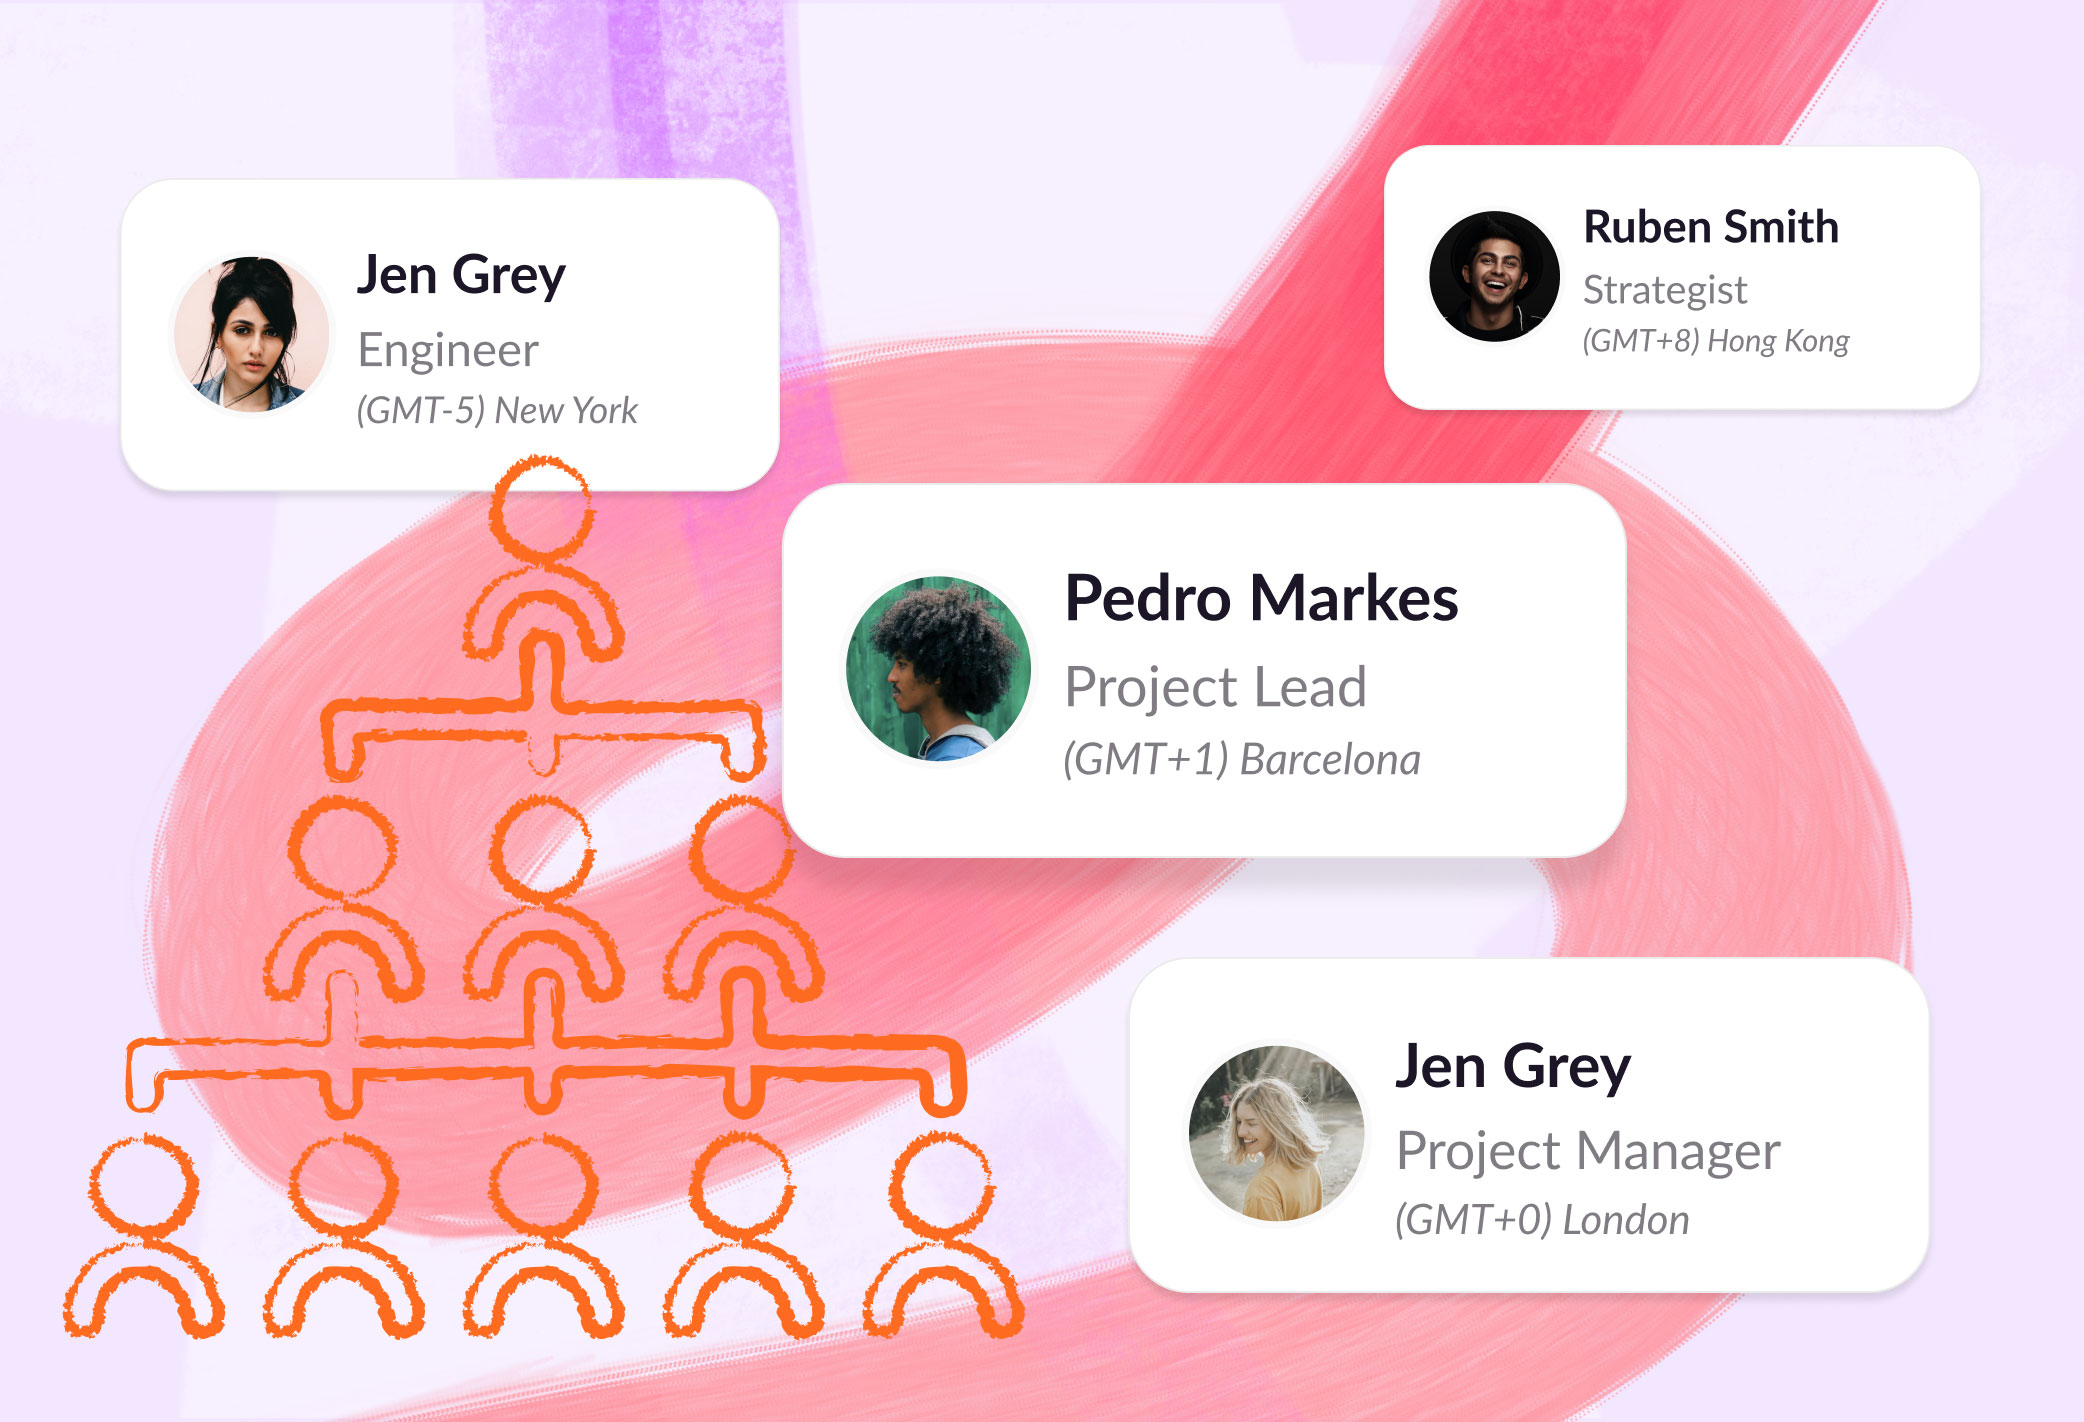 Jen Grey
Engineer
(GMT-5) New York
Ruben Smith
Strategist
(GMT+8) Hong Kong
Pedro Markes
Project Lead
(GMT+1) Barcelona
Jen Grey
Project Manager
(GMT+0) London